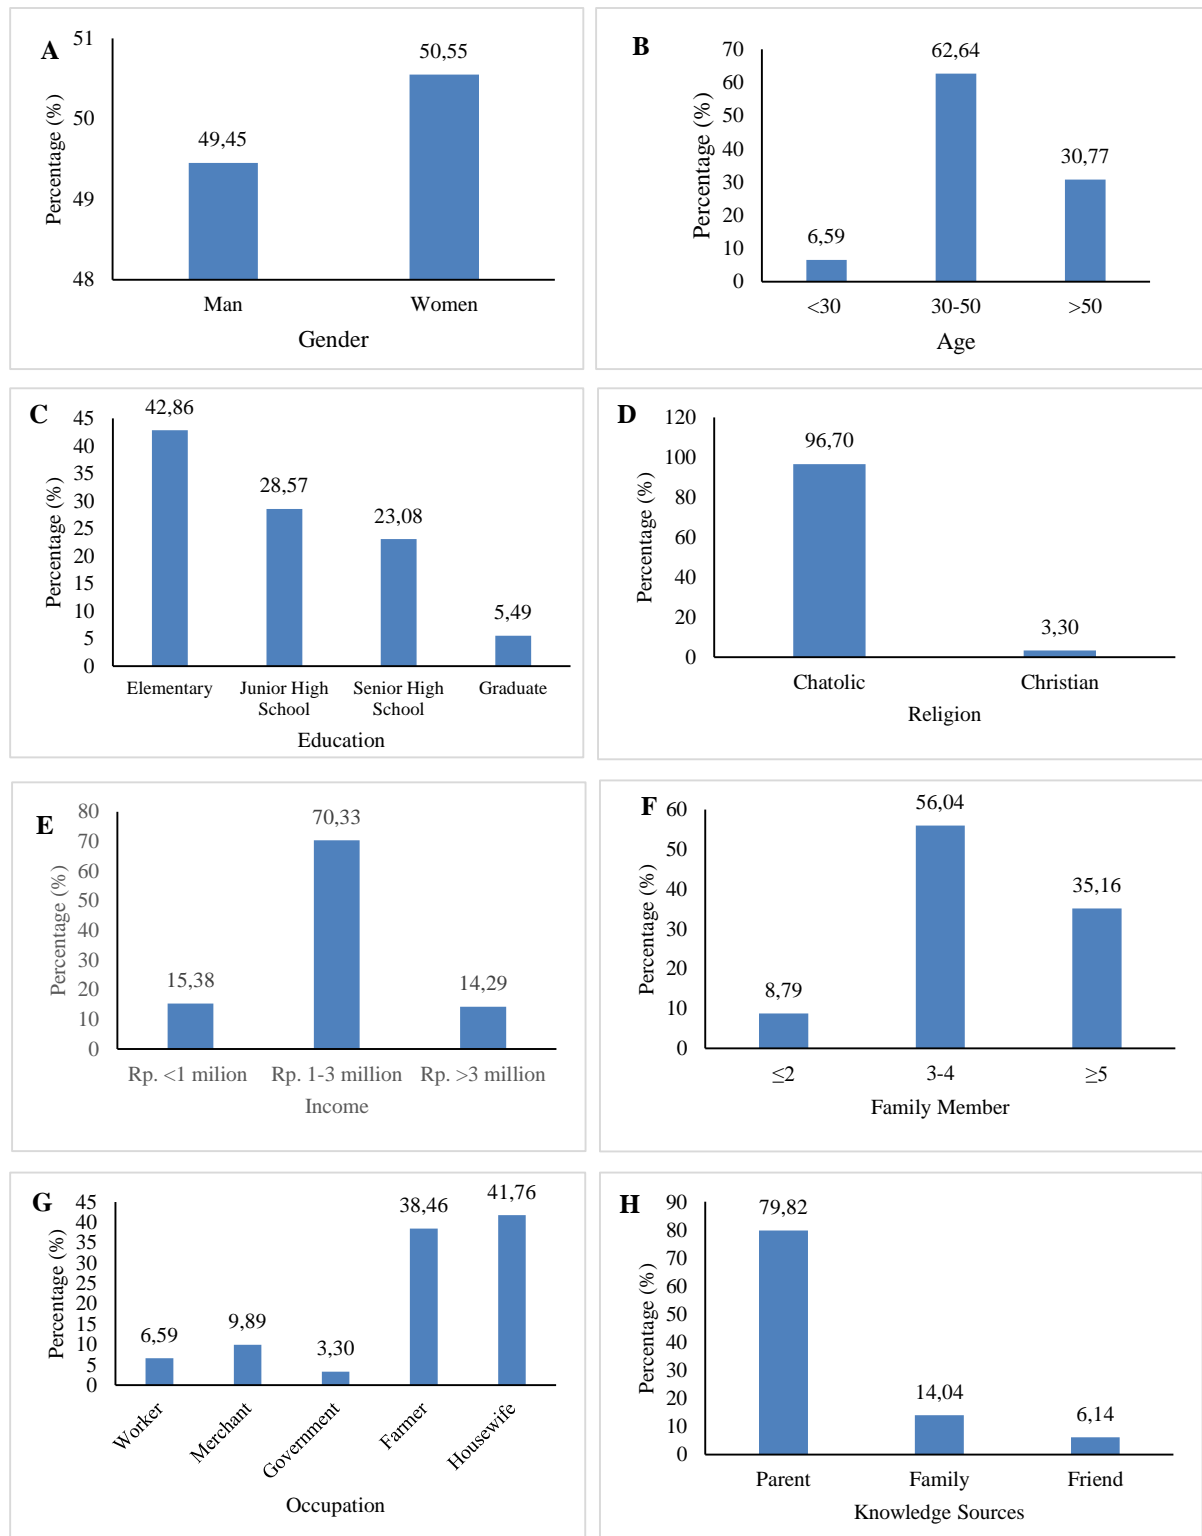 A
51
50
49
48
Percentage (%)
49,45
50,55
Man
Women
Gender
B
70
60
50
40
30
20
10
0
Percentage (%)
6,59
62,64
30,77
<30
30-50
>50
Age
C
45
40
35
30
25
20
15
10
5
0
Percentage (%)
42,86
28,57
23,08
5,49
Elementary
Junior High
School
Senior High
School
Graduate
Education
D
120
100
80
60
40
20
0
Percentage (%)
96,70
3,30
Chatolic
Christian
Religion
E
80
70
60
50
40
30
20
10
0
Percentage (%)
15,38
70,33
14,29
Rp. <1 milion
Rp. 1-3 million
Rp. >3 million
Income
F
60
50
40
30
20
10
0
Percentage (%)
8,79
56,04
35,16
≤2
3-4
≥5
Family Member
G
45
40
35
30
25
20
15
10
5
0
Percentage (%)
6,59
9,89
3,30
38,46
41,76
Worker
Merchant
Government
Farmer
Housewife
Occupation
H
90
80
70
60
50
40
30
20
10
0
Percentage (%)
79,82
14,04
6,14
Parent
Family
Friend
Knowledge Sources